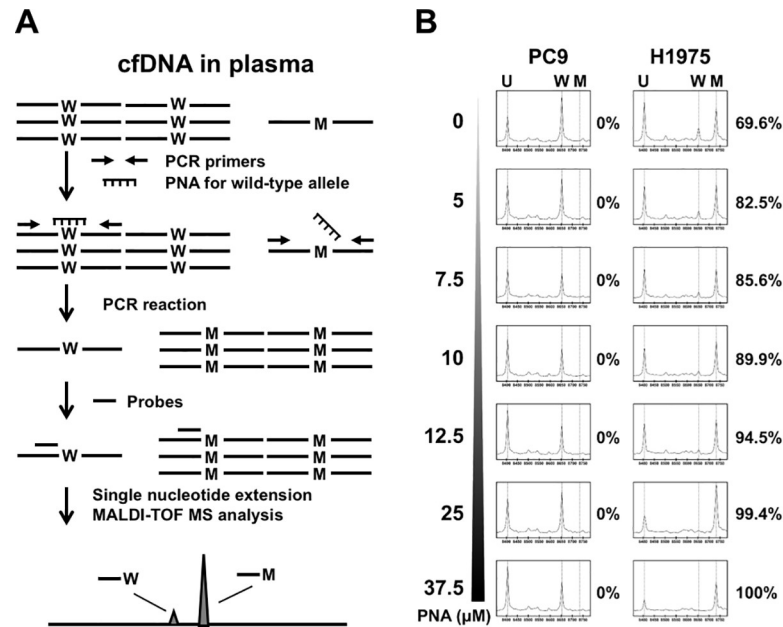 A
cfDNA in plasma
W W
W W M
W W
PCR primers
PNA for wild-type allele
W W
W W M
W W
PCR reaction
M M
W M M
M M
Probes
M M
W M M
M M
Single nucleotide extension
MALDI-TOF MS analysis
W M
B
PC9 H1975
U W M U W M
0 0% 69.6%
5 0% 82.5%
7.5 0% 85.6%
10 0% 89.9%
12.5 0% 94.5%
25 0% 99.4%
37.5 0% 100%
PNA (µM)